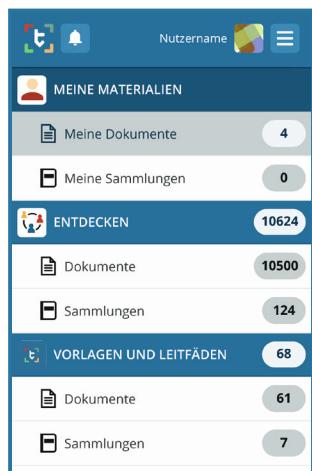 Nutzername
MEINE MATERIALIEN
Meine Dokumente 4
Meine Sammlungen 0
ENTDECKEN 10624
Dokumente 10500
Sammlungen 124
VORLAGEN UND LEITFÄDEN 68
Dokumente 61
Sammlungen 7